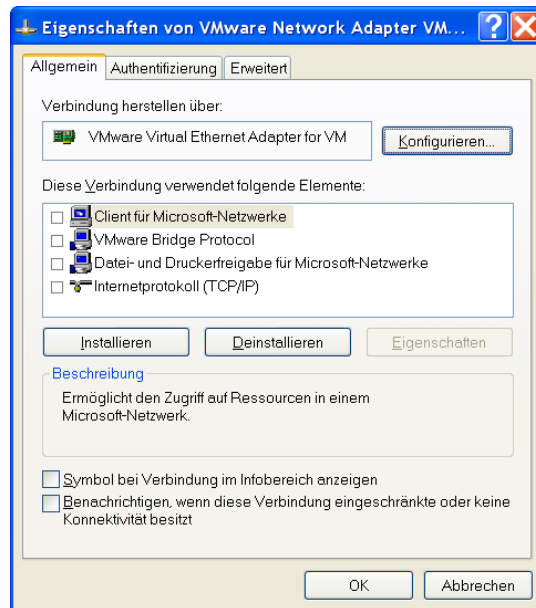 Eigenschaften von VMware Network Adapter VM...
Allgemein Authentifizierung Erweitert
Verbindung herstellen über:
VMware Virtual Ethernet Adapter for VM
Konfigurieren...
Diese Verbindung verwendet folgende Elemente:
Client für Microsoft-Netzwerke
VMware Bridge Protocol
Datei- und Druckerfreigabe für Microsoft-Netzwerke
Internetprotokoll (TCP/IP)
Installieren Deinstallieren Eigenschaften
Beschreibung
Ermöglicht den Zugriff auf Ressourcen in einem
Microsoft-Netzwerk.
Symbol bei Verbindung im Infobereich anzeigen
Benachrichtigen, wenn diese Verbindung eingeschränkte oder keine
Konnektivität besitzt
OK Abbrechen